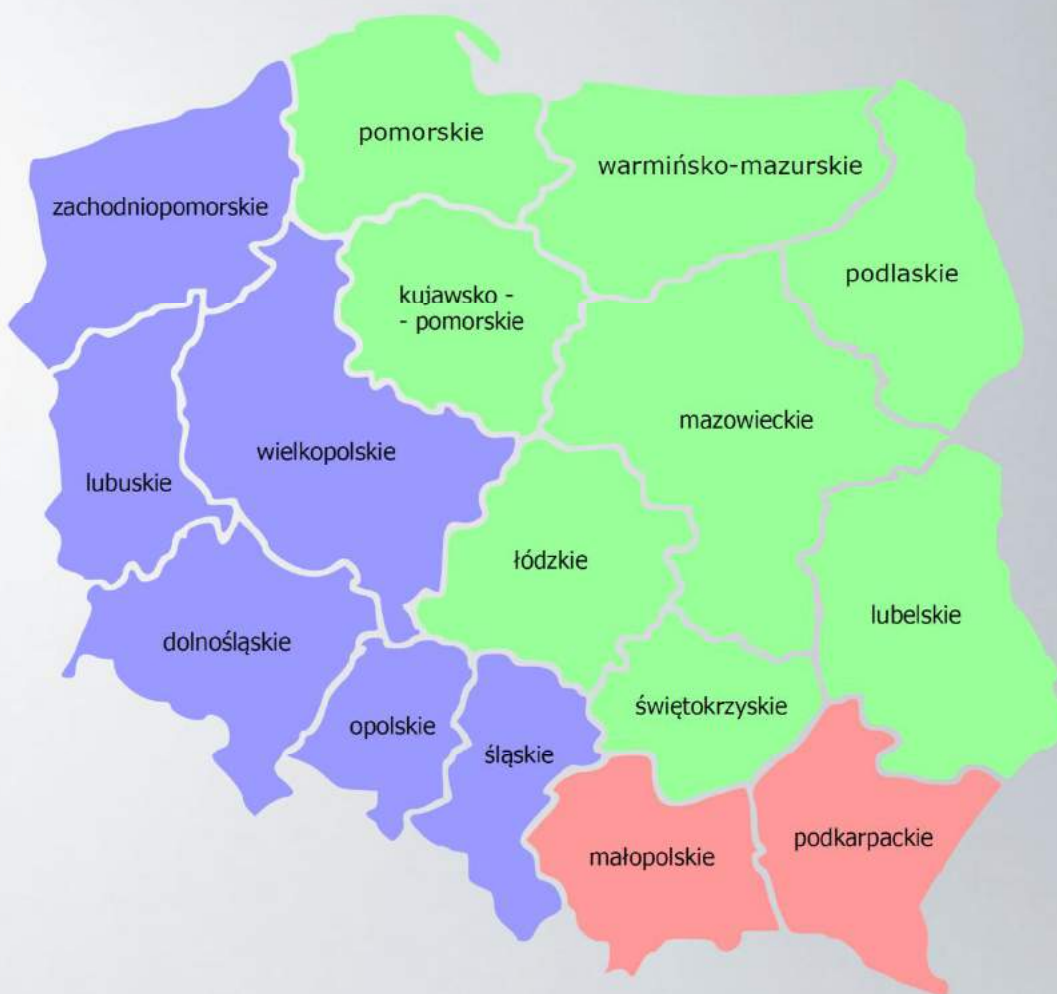 pomorskie
warmińsko-mazurskie
zachodniopomorskie
podlaskie
kujawsko -
- pomorskie
mazowieckie
wielkopolskie
lubuskie
łódzkie
lubelskie
dolnośląskie
świętokrzyskie
opolskie
śląskie
podkarpackie
małopolskie